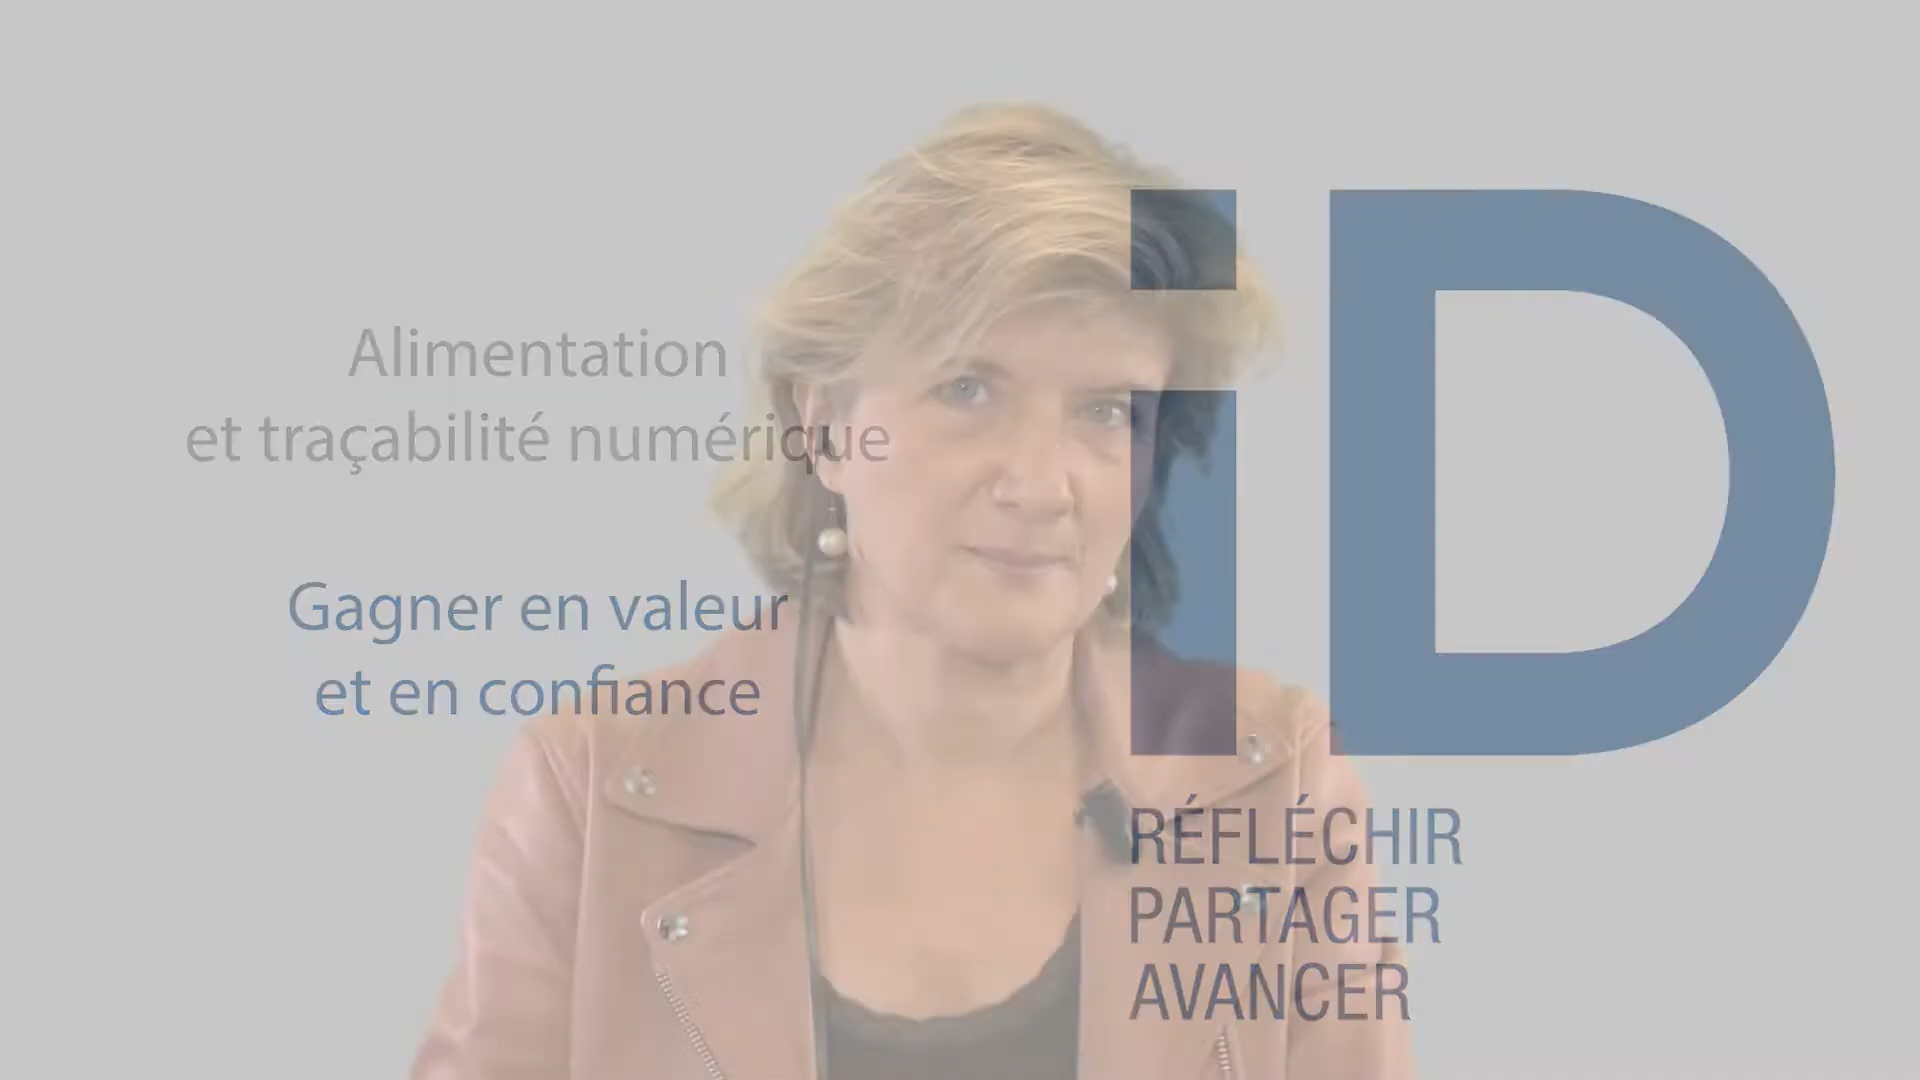 Alimentation
et traçabilité numérique
Gagner en valeur
et en confiance
iD
RÉFLÉCHIR
PARTAGER
AVANCER